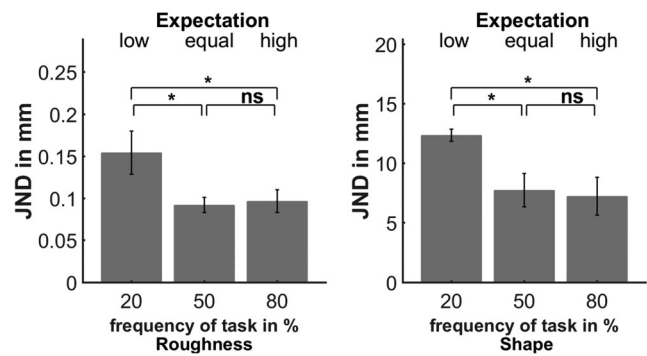 Expectation
low equal high
0.25
0.2
0.15
0.1
0.05
0
JND in mm
*
* ns
20 50 80
frequency of task in %
Roughness
Expectation
low equal high
20
15
10
5
0
JND in mm
*
* ns
20 50 80
frequency of task in %
Shape